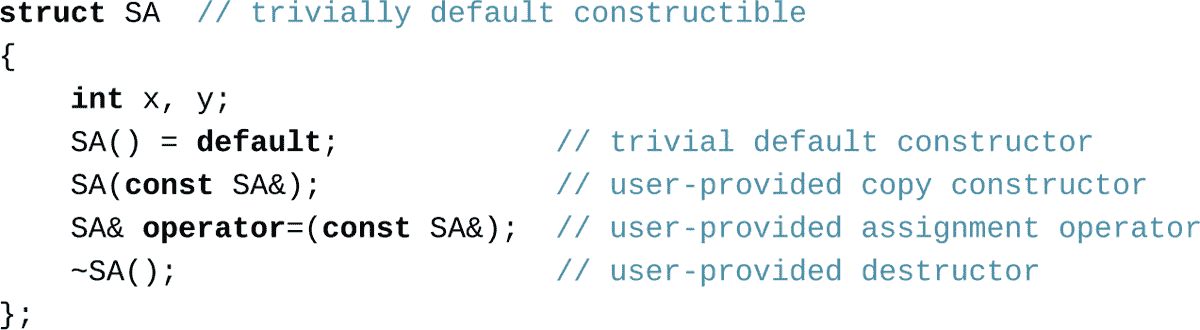 struct SA  // trivially default constructible
{
    int x, y;
    SA() = default;            // trivial default constructor
    SA(const SA&);             // user-provided copy constructor
    SA& operator=(const SA&);  // user-provided assignment operator
    ~SA();                     // user-provided destructor
};